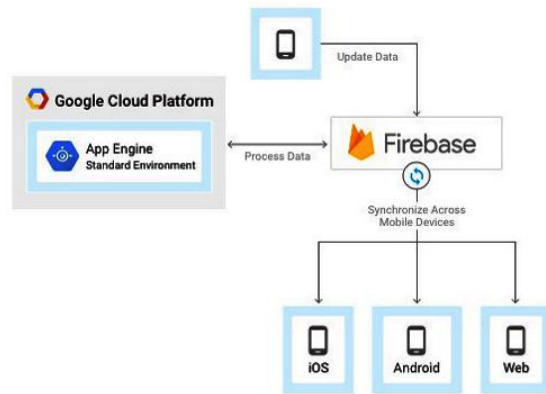 Update Data
Google Cloud Platform
App Engine
Standard Environment
Process Data
Firebase
Synchronize Across
Mobile Devices
iOS
Android
Web